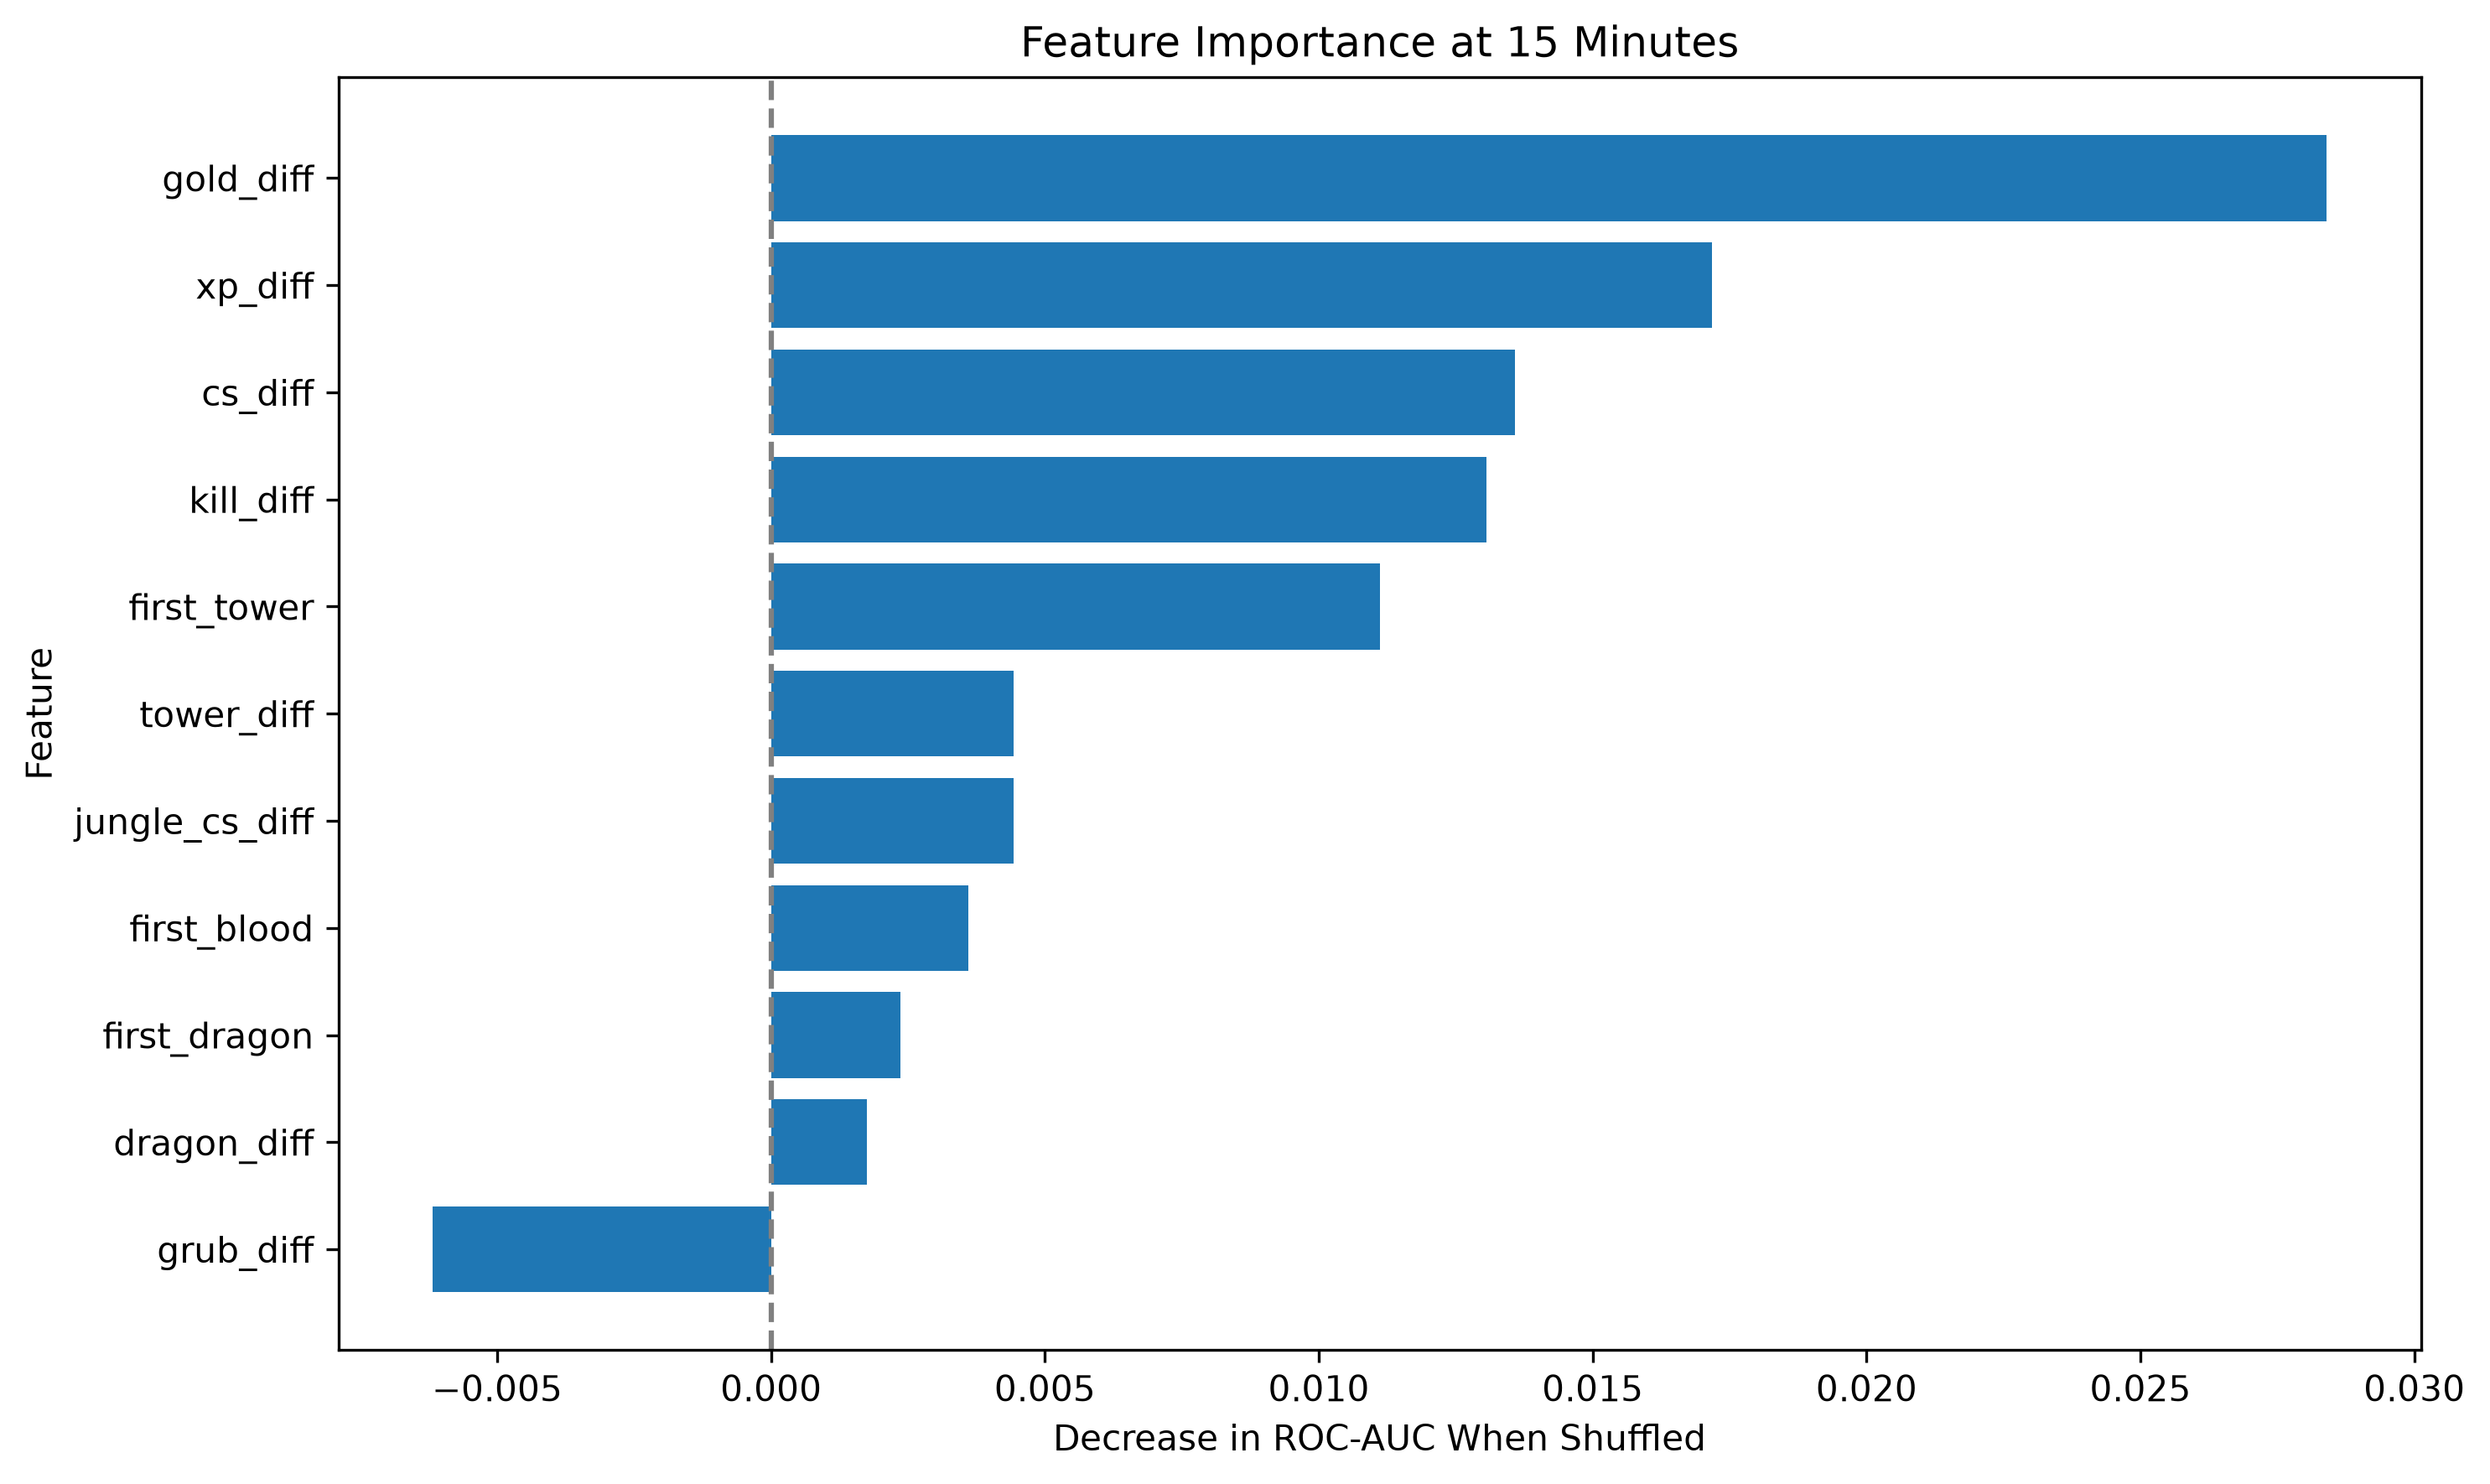 Feature Importance at 15 Minutes
gold_diff
xp_diff
cs_diff
kill_diff
first_tower
tower_diff
jungle_cs_diff
first_blood
first_dragon
dragon_diff
grub_diff
Feature
−0.005 0.000 0.005 0.010 0.015 0.020 0.025 0.030
Decrease in ROC-AUC When Shuffled